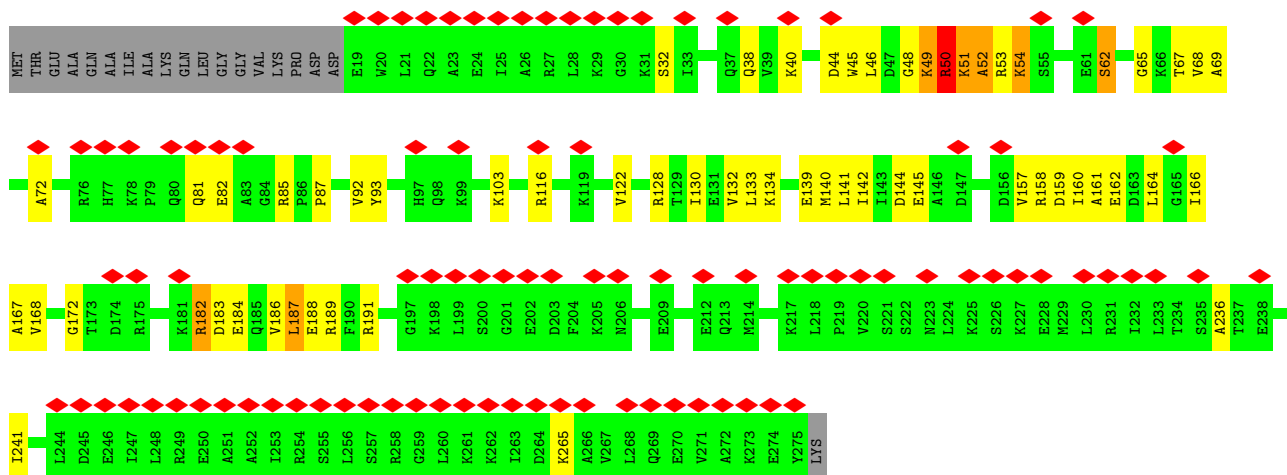 MET THR GLU ALA GLN ALA ILE ALA LYS GLN LEU GLY GLY VAL LYS PRO ASP ASP E19 W20 L21 Q22 A23 E24 I25 A26 R27 L28 K29 G30 K31 S32 I33 Q37 Q38 V39 K40 D44 W45 L46 D47 G48 K49 R50 K51 A52 R53 K54 S55 E61 S62 G65 K66 T67 V68 A69
A72 R76 H77 K78 P79 Q80 Q81 E82 A83 G84 R85 P86 P87 V92 Y93 H97 Q98 K99 K103 R116 K119 V122 R128 T129 I130 E131 V132 L133 K134 E139 M140 L141 I142 I143 D144 E145 A146 D147 D156 V157 R158 D159 I160 A161 E162 D163 L164 G165 I166
A167 V168 G172 T173 D174 R175 K181 R182 D183 E184 Q185 V186 L187 E188 R189 F190 R191 G197 K198 L199 S200 G201 E202 D203 F204 K205 N206 E209 E212 Q213 M214 K217 L218 P219 V220 S221 S222 N223 L224 K225 S226 K227 E228 M229 L230 R231 I232 L233 T234 S235 A236 T237 E238
I241 L244 D245 E246 I247 L248 R249 E250 A251 A252 I253 R254 S255 L256 S257 R258 G259 L260 K261 K262 I263 D264 K265 A266 V267 L268 Q269 E270 V271 A272 K273 E274 Y275 LYS